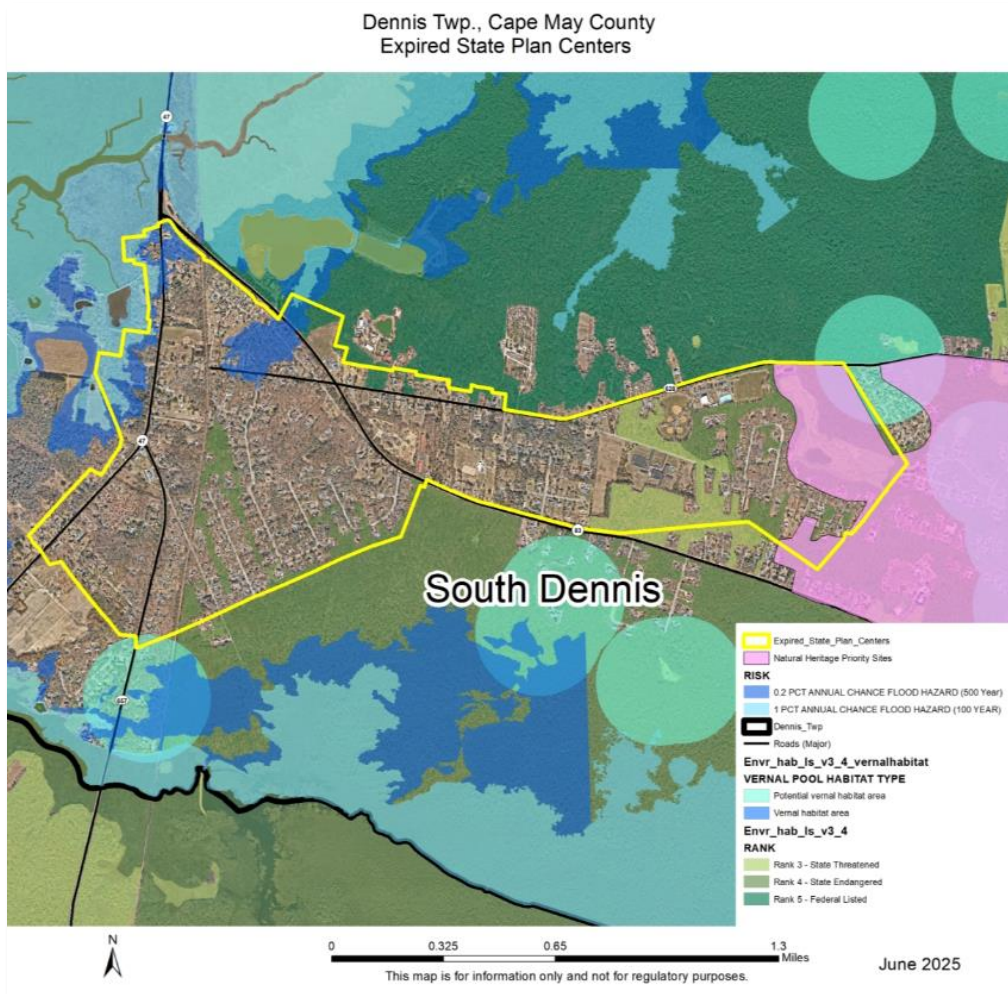 Dennis Twp., Cape May County
Expired State Plan Centers
47
47
628
83
657
South Dennis
Expired_State_Plan_Centers
Natural Heritage Priority Sites
RISK
0.2 PCT ANNUAL CHANCE FLOOD HAZARD (500 Year)
1 PCT ANNUAL CHANCE FLOOD HAZARD (100 YEAR)
Dennis_Twp
Roads (Major)
Envr_hab_ls_v3_4_vernalhabitat
VERNAL POOL HABITAT TYPE
Potential vernal habitat area
Vernal habitat area
Envr_hab_ls_v3_4
RANK
Rank 3 - State Threatened
Rank 4 - State Endangered
Rank 5 - Federal Listed
N
0 0.325 0.65 1.3
Miles
This map is for information only and not for regulatory purposes.
June 2025